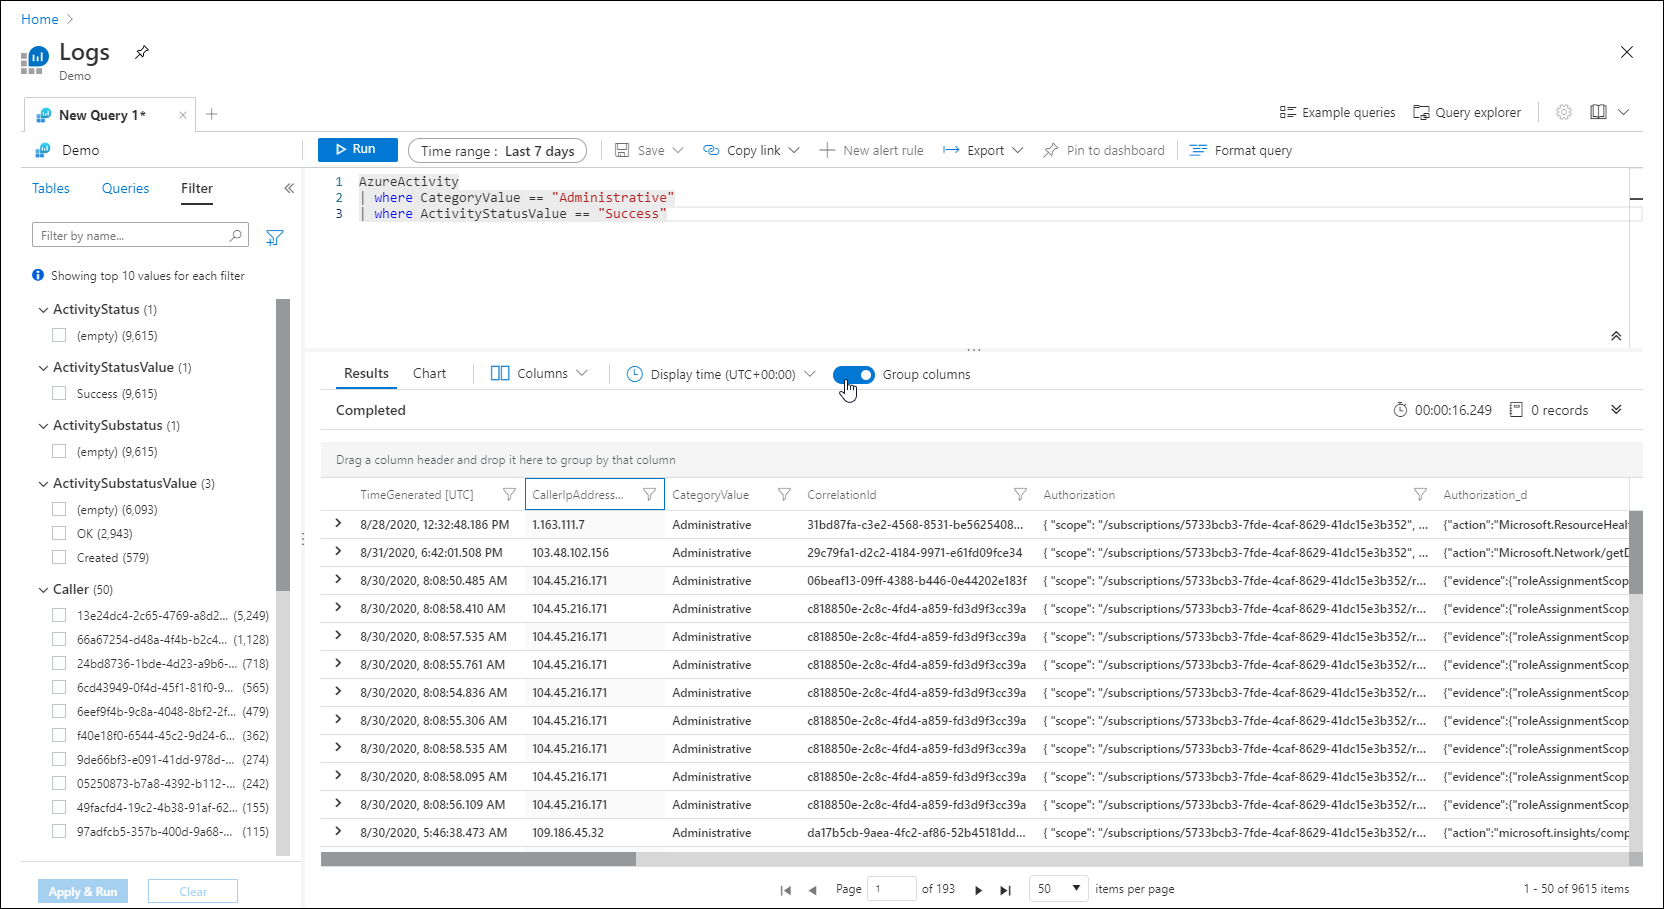 Home
Logs
Demo
New Query 1*
Example queries
Query explorer
Demo
Run
Time range : Last 7 days
Save
Copy link
New alert rule
Export
Pin to dashboard
Format query
Tables Queries Filter
Filter by name...
Showing top 10 values for each filter
ActivityStatus (1)
(empty) (9,615)
ActivityStatusValue (1)
Success (9,615)
ActivitySubstatus (1)
(empty) (9,615)
ActivitySubstatusValue (3)
(empty) (6,093)
OK (2,943)
Created (579)
Caller (50)
13e24dc4-2c65-4769-a8d2... (5,249)
66a67254-d48a-4f4b-b2c4... (1,128)
24bd8736-1bde-4d23-a9b6-... (718)
6cd43949-0f4d-45f1-81f0-9... (565)
6eef9f4b-9c8a-4048-8bf2-2f... (479)
f40e18f0-6544-45c2-9d24-6... (362)
9de66bf3-e091-41dd-978d-... (274)
05250873-b7a8-4392-b112-... (242)
49facfd4-19c2-4b38-91af-62... (155)
97adfcb5-357b-400d-9a68-... (115)
Apply & Run Clear
1 AzureActivity
2 | where CategoryValue == "Administrative"
3 | where ActivityStatusValue == "Success"
Results Chart Columns Display time (UTC+00:00) Group columns
Completed 00:00:16.249 0 records
Drag a column header and drop it here to group by that column
TimeGenerated [UTC] CallerIpAddress... CategoryValue CorrelationId Authorization Authorization_d
8/28/2020, 12:32:48.186 PM 1.163.111.7 Administrative 31bd87fa-c3e2-4568-8531-be5625408... { "scope": "/subscriptions/5733bcb3-7fde-4caf-8629-41dc15e3b352", ... {"action":"Microsoft.ResourceHeal
8/31/2020, 6:42:01.508 PM 103.48.102.156 Administrative 29c79fa1-d2c2-4184-9971-e61fd09fce34 { "scope": "/subscriptions/5733bcb3-7fde-4caf-8629-41dc15e3b352", ... {"action":"Microsoft.Network/getD
8/30/2020, 8:08:50.485 AM 104.45.216.171 Administrative 06beaf13-09ff-4388-b446-0e44202e183f { "scope": "/subscriptions/5733bcb3-7fde-4caf-8629-41dc15e3b352/r... {"evidence":{"roleAssignmentScop
8/30/2020, 8:08:58.410 AM 104.45.216.171 Administrative c818850e-2c8c-4fd4-a859-fd3d9f3cc39a { "scope": "/subscriptions/5733bcb3-7fde-4caf-8629-41dc15e3b352/r... {"evidence":{"roleAssignmentScop
8/30/2020, 8:08:57.535 AM 104.45.216.171 Administrative c818850e-2c8c-4fd4-a859-fd3d9f3cc39a { "scope": "/subscriptions/5733bcb3-7fde-4caf-8629-41dc15e3b352/r... {"evidence":{"roleAssignmentScop
8/30/2020, 8:08:55.761 AM 104.45.216.171 Administrative c818850e-2c8c-4fd4-a859-fd3d9f3cc39a { "scope": "/subscriptions/5733bcb3-7fde-4caf-8629-41dc15e3b352/r... {"evidence":{"roleAssignmentScop
8/30/2020, 8:08:54.836 AM 104.45.216.171 Administrative c818850e-2c8c-4fd4-a859-fd3d9f3cc39a { "scope": "/subscriptions/5733bcb3-7fde-4caf-8629-41dc15e3b352/r... {"evidence":{"roleAssignmentScop
8/30/2020, 8:08:55.306 AM 104.45.216.171 Administrative c818850e-2c8c-4fd4-a859-fd3d9f3cc39a { "scope": "/subscriptions/5733bcb3-7fde-4caf-8629-41dc15e3b352/r... {"evidence":{"roleAssignmentScop
8/30/2020, 8:08:58.535 AM 104.45.216.171 Administrative c818850e-2c8c-4fd4-a859-fd3d9f3cc39a { "scope": "/subscriptions/5733bcb3-7fde-4caf-8629-41dc15e3b352/r... {"evidence":{"roleAssignmentScop
8/30/2020, 8:08:58.095 AM 104.45.216.171 Administrative c818850e-2c8c-4fd4-a859-fd3d9f3cc39a { "scope": "/subscriptions/5733bcb3-7fde-4caf-8629-41dc15e3b352/r... {"evidence":{"roleAssignmentScop
8/30/2020, 8:08:56.109 AM 104.45.216.171 Administrative c818850e-2c8c-4fd4-a859-fd3d9f3cc39a { "scope": "/subscriptions/5733bcb3-7fde-4caf-8629-41dc15e3b352/r... {"evidence":{"roleAssignmentScop
8/30/2020, 5:46:38.473 AM 109.186.45.32 Administrative da17b5cb-9aea-4fc2-af86-52b45181dd... { "scope": "/subscriptions/5733bcb3-7fde-4caf-8629-41dc15e3b352/r... {"action":"microsoft.insights/comp
Page 1 of 193 50 items per page 1 - 50 of 9615 items